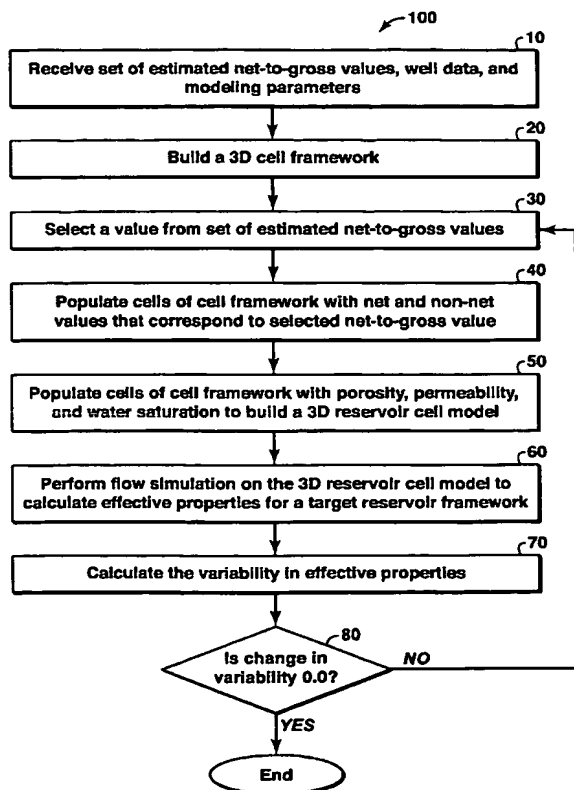 100
10
Receive set of estimated net-to-gross values, well data, and
modeling parameters
20
Build a 3D cell framework
30
Select a value from set of estimated net-to-gross values
40
Populate cells of cell framework with net and non-net
values that correspond to selected net-to-gross value
50
Populate cells of cell framework with porosity, permeability,
and water saturation to build a 3D reservoir cell model
60
Perform flow simulation on the 3D reservoir cell model to
calculate effective properties for a target reservoir framework
70
Calculate the variability in effective properties
80
Is change in
variability 0.0?
NO
YES
End